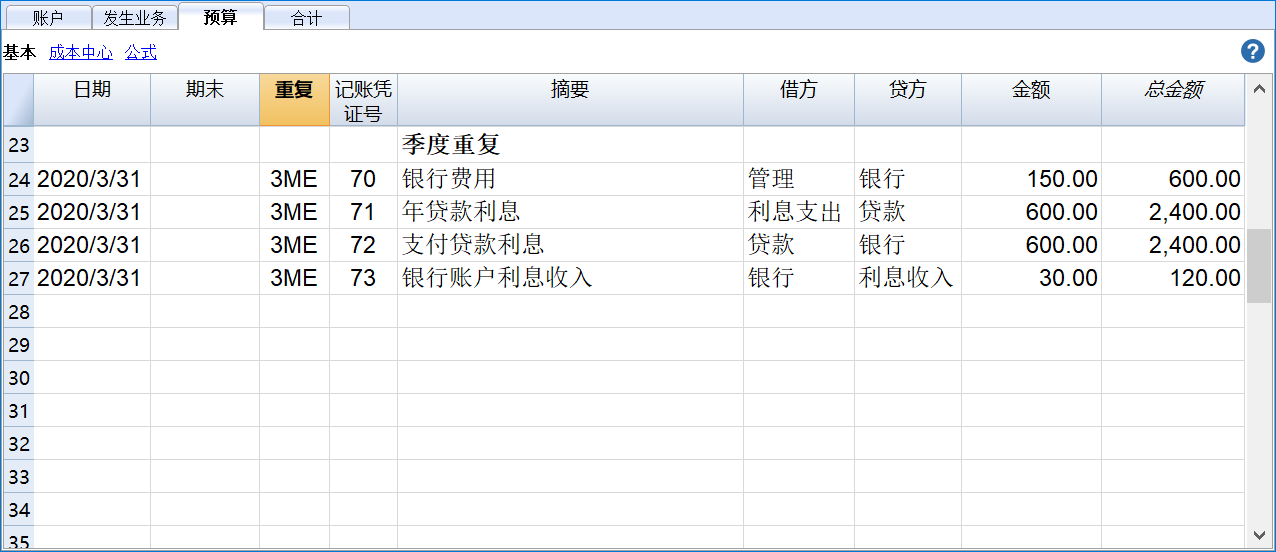 账户 发生业务 预算 合计
基本 成本中心 公式 ?
日期 期末 重复 记账凭证号 摘要 借方 贷方 金额 总金额
23 季度重复
24 2020/3/31 3ME 70 银行费用 管理 银行 150.00 600.00
25 2020/3/31 3ME 71 年贷款利息 利息支出 贷款 600.00 2,400.00
26 2020/3/31 3ME 72 支付贷款利息 贷款 银行 600.00 2,400.00
27 2020/3/31 3ME 73 银行账户利息收入 银行 利息收入 30.00 120.00
28
29
30
31
32
33
34
35